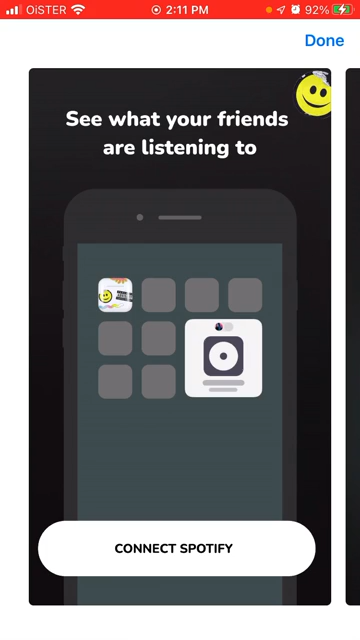 OiSTER 2:11 PM 92%
Done
See what your friends
are listening to
CONNECT SPOTIFY